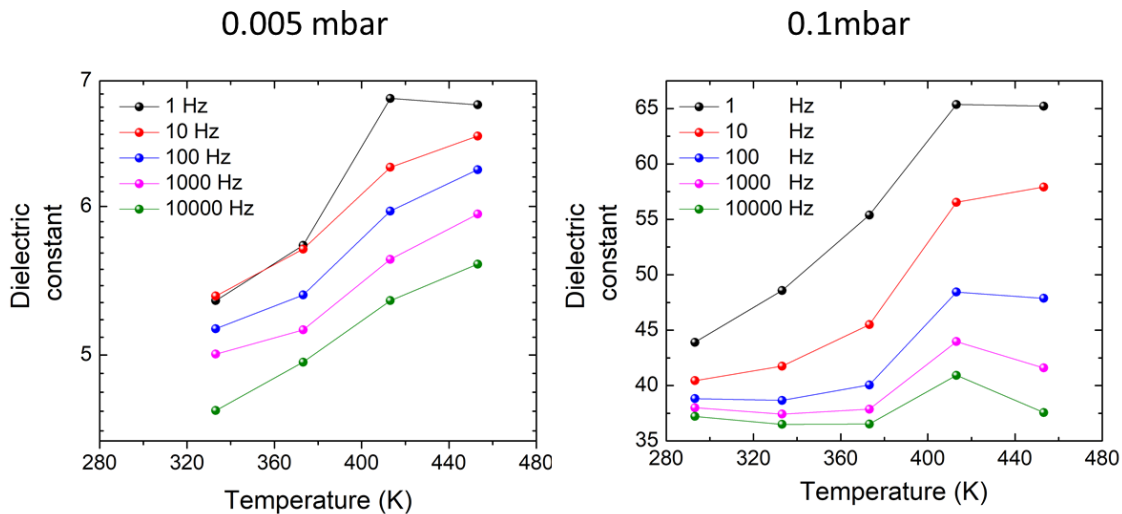 0.005 mbar
7
6
5
Dielectric
constant
1 Hz
10 Hz
100 Hz
1000 Hz
10000 Hz
280 320 360 400 440 480
Temperature (K)
0.1mbar
65
60
55
50
45
40
35
Dielectric
constant
1 Hz
10 Hz
100 Hz
1000 Hz
10000 Hz
280 320 360 400 440 480
Temperature (K)